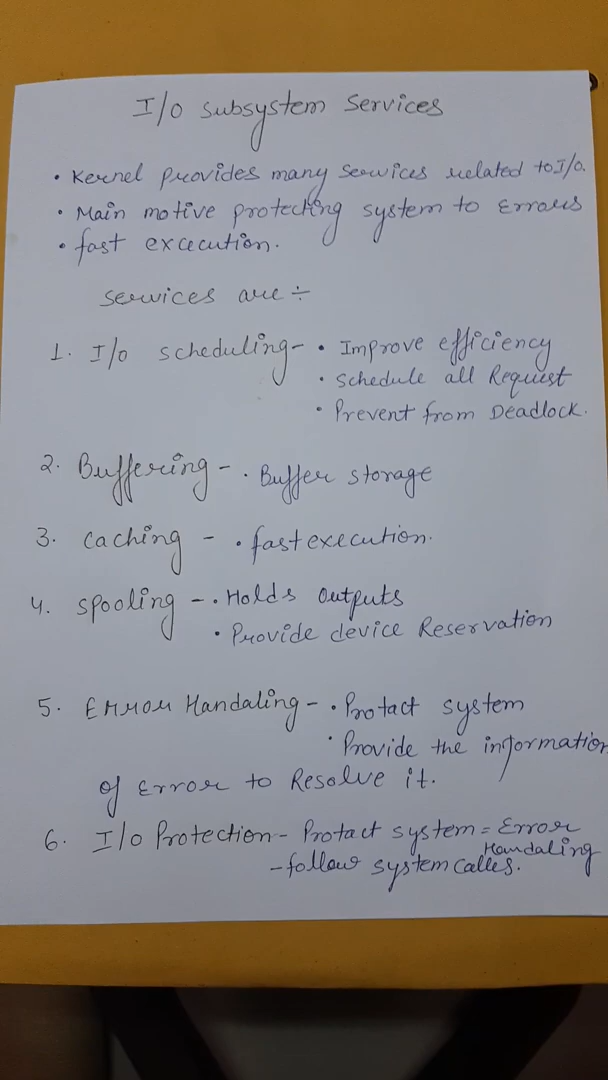 I/O Subsystem Services
• Kernel provides many services related to I/O.
• Main motive protecting system to Errors
• fast excecution.
Services are ÷
1. I/o scheduling - • Improve efficiency
• Schedule all Request
• Prevent from Deadlock.
2. Buffering - • Buffer storage
3. Caching - • fast execution.
4. Spooling - • Holds Outputs
• Provide device Reservation
5. Error Handaling - • Protact system
• Provide the information
of Error to Resolve it.
6. I/o Protection - Protact system = Error
Handaling
- follow system calles.